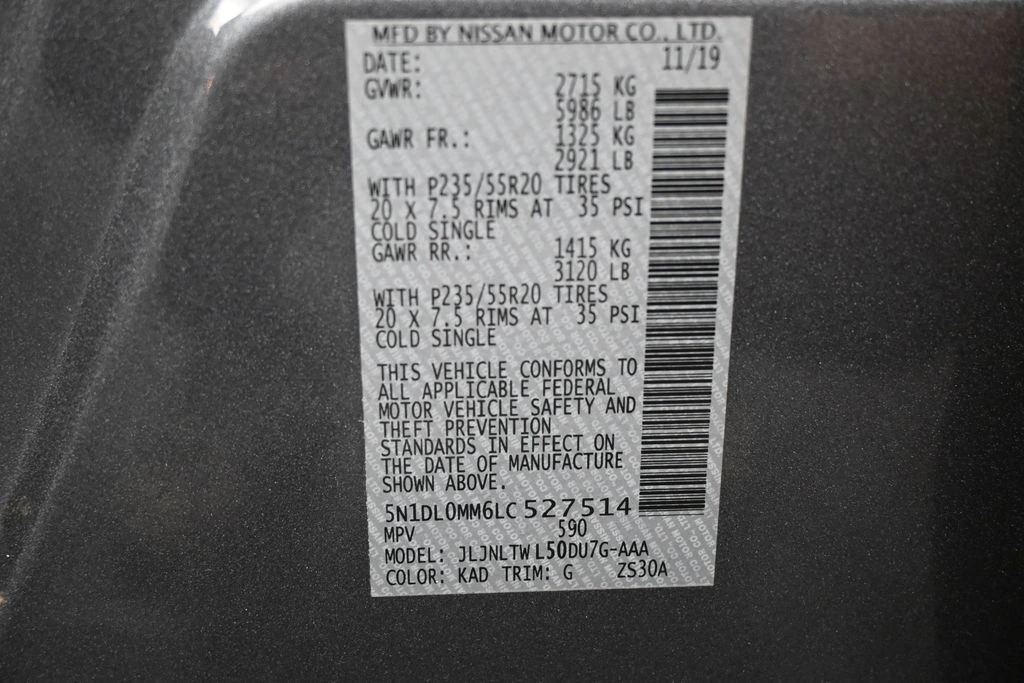 MFD BY NISSAN MOTOR CO., LTD.
DATE: 11/19
GVWR: 2715 KG
5986 LB
GAWR FR.: 1325 KG
2921 LB
WITH P235/55R20 TIRES
20 X 7.5 RIMS AT 35 PSI
COLD SINGLE
GAWR RR.: 1415 KG
3120 LB
WITH P235/55R20 TIRES
20 X 7.5 RIMS AT 35 PSI
COLD SINGLE
THIS VEHICLE CONFORMS TO
ALL APPLICABLE FEDERAL
MOTOR VEHICLE SAFETY AND
THEFT PREVENTION
STANDARDS IN EFFECT ON
THE DATE OF MANUFACTURE
SHOWN ABOVE.
5N1DL0MM6LC 527514
MPV 590
MODEL: JLJNLTW L50DU7G-AAA
COLOR: KAD TRIM: G ZS30A